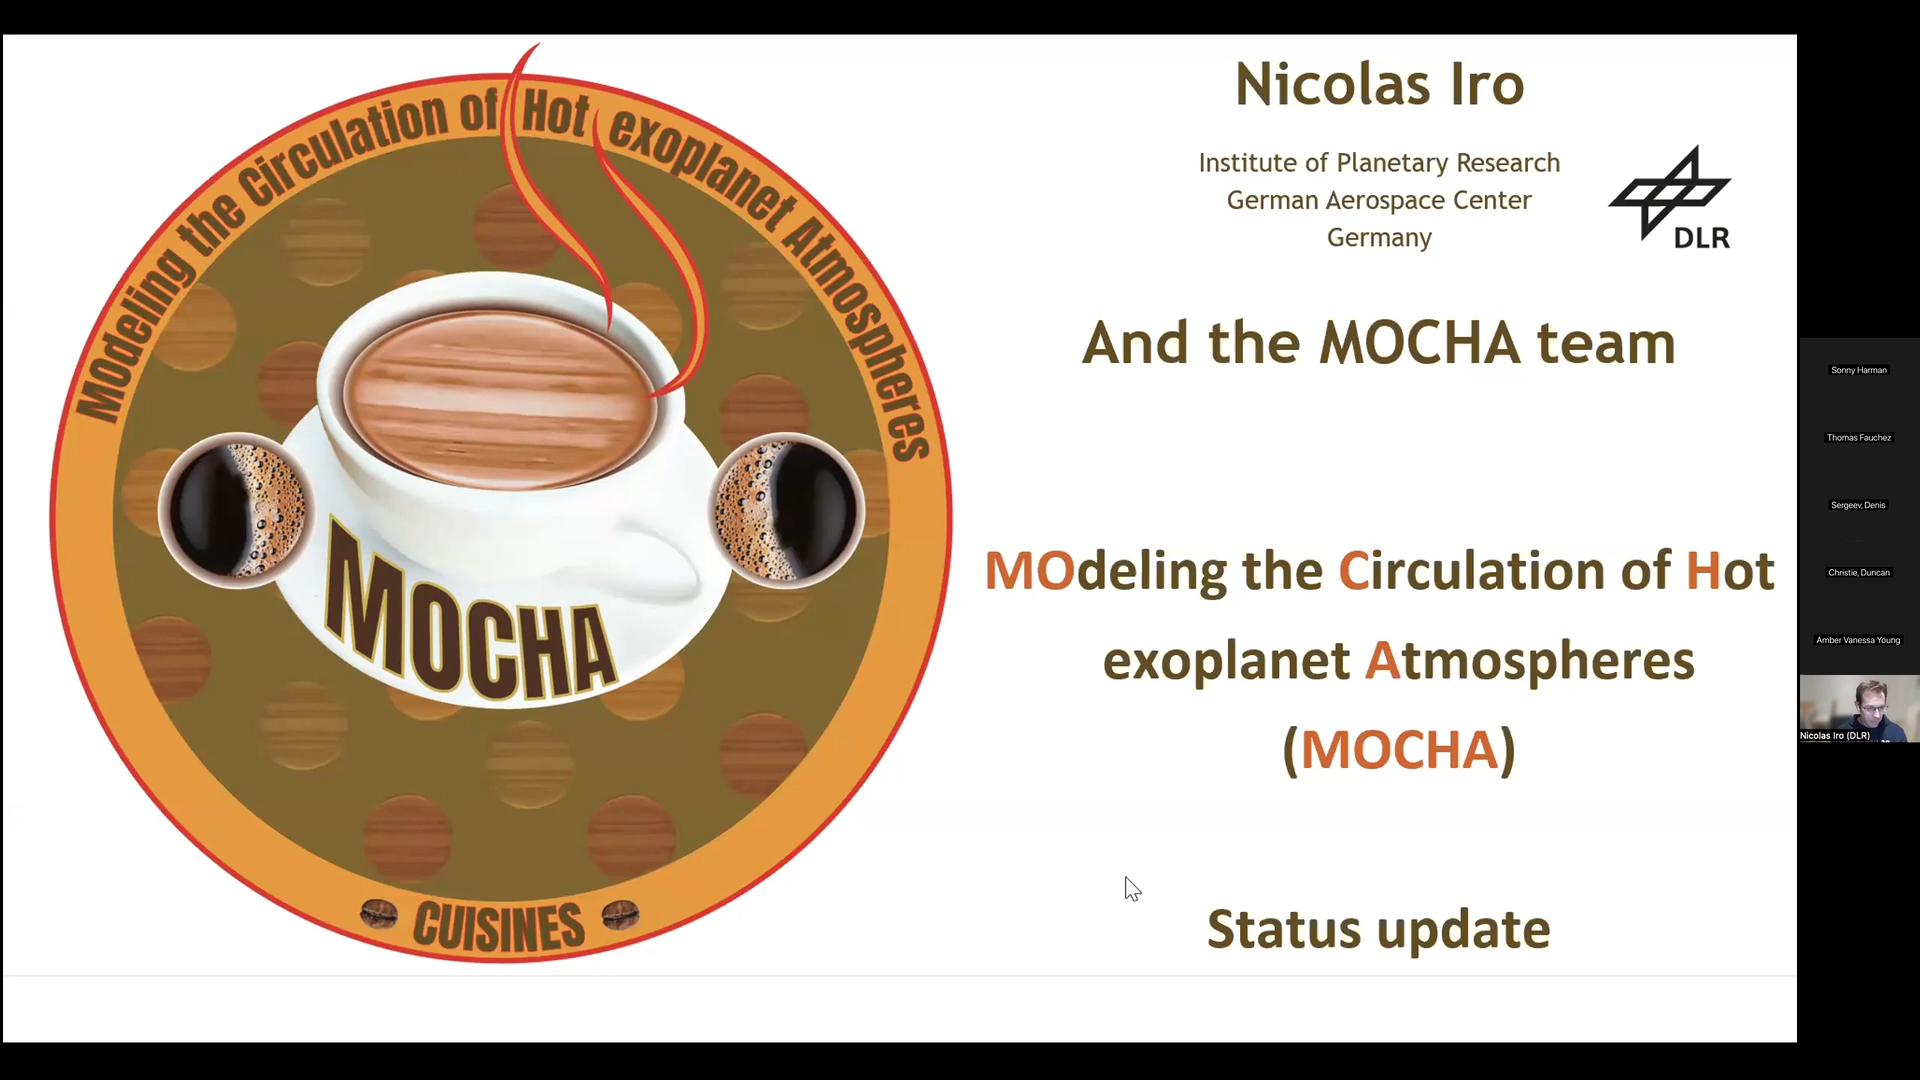 Modeling the Circulation of Hot exoplanet Atmospheres
MOCHA
CUISINES
Nicolas Iro
Institute of Planetary Research
German Aerospace Center
Germany
DLR
And the MOCHA team
MOdeling the Circulation of Hot
exoplanet Atmospheres
(MOCHA)
Status update
Sonny Harman
Thomas Fauchez
Sergeev, Denis
Christie, Duncan
Amber Vanessa Young
Nicolas Iro (DLR)